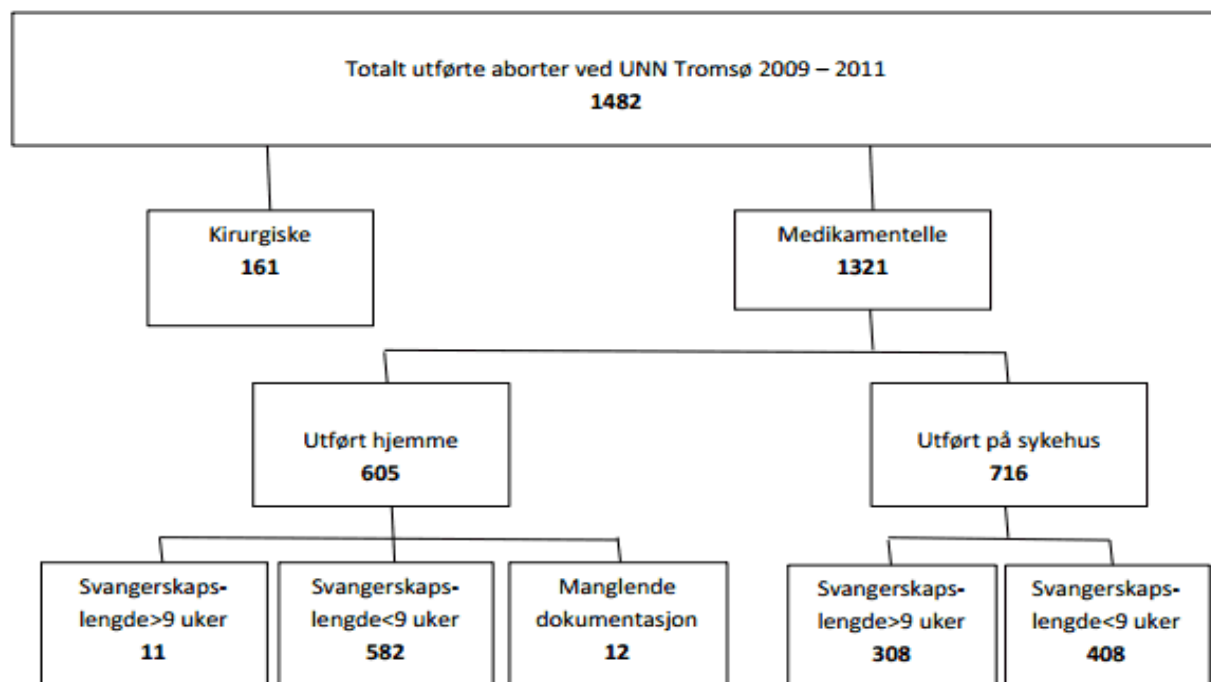 Totalt utførte aborter ved UNN Tromsø 2009 – 2011
1482
Kirurgiske
161
Medikamentelle
1321
Utført hjemme
605
Utført på sykehus
716
Svangerskaps-
lengde>9 uker
11
Svangerskaps-
lengde<9 uker
582
Manglende
dokumentasjon
12
Svangerskaps-
lengde>9 uker
308
Svangerskaps-
lengde<9 uker
408